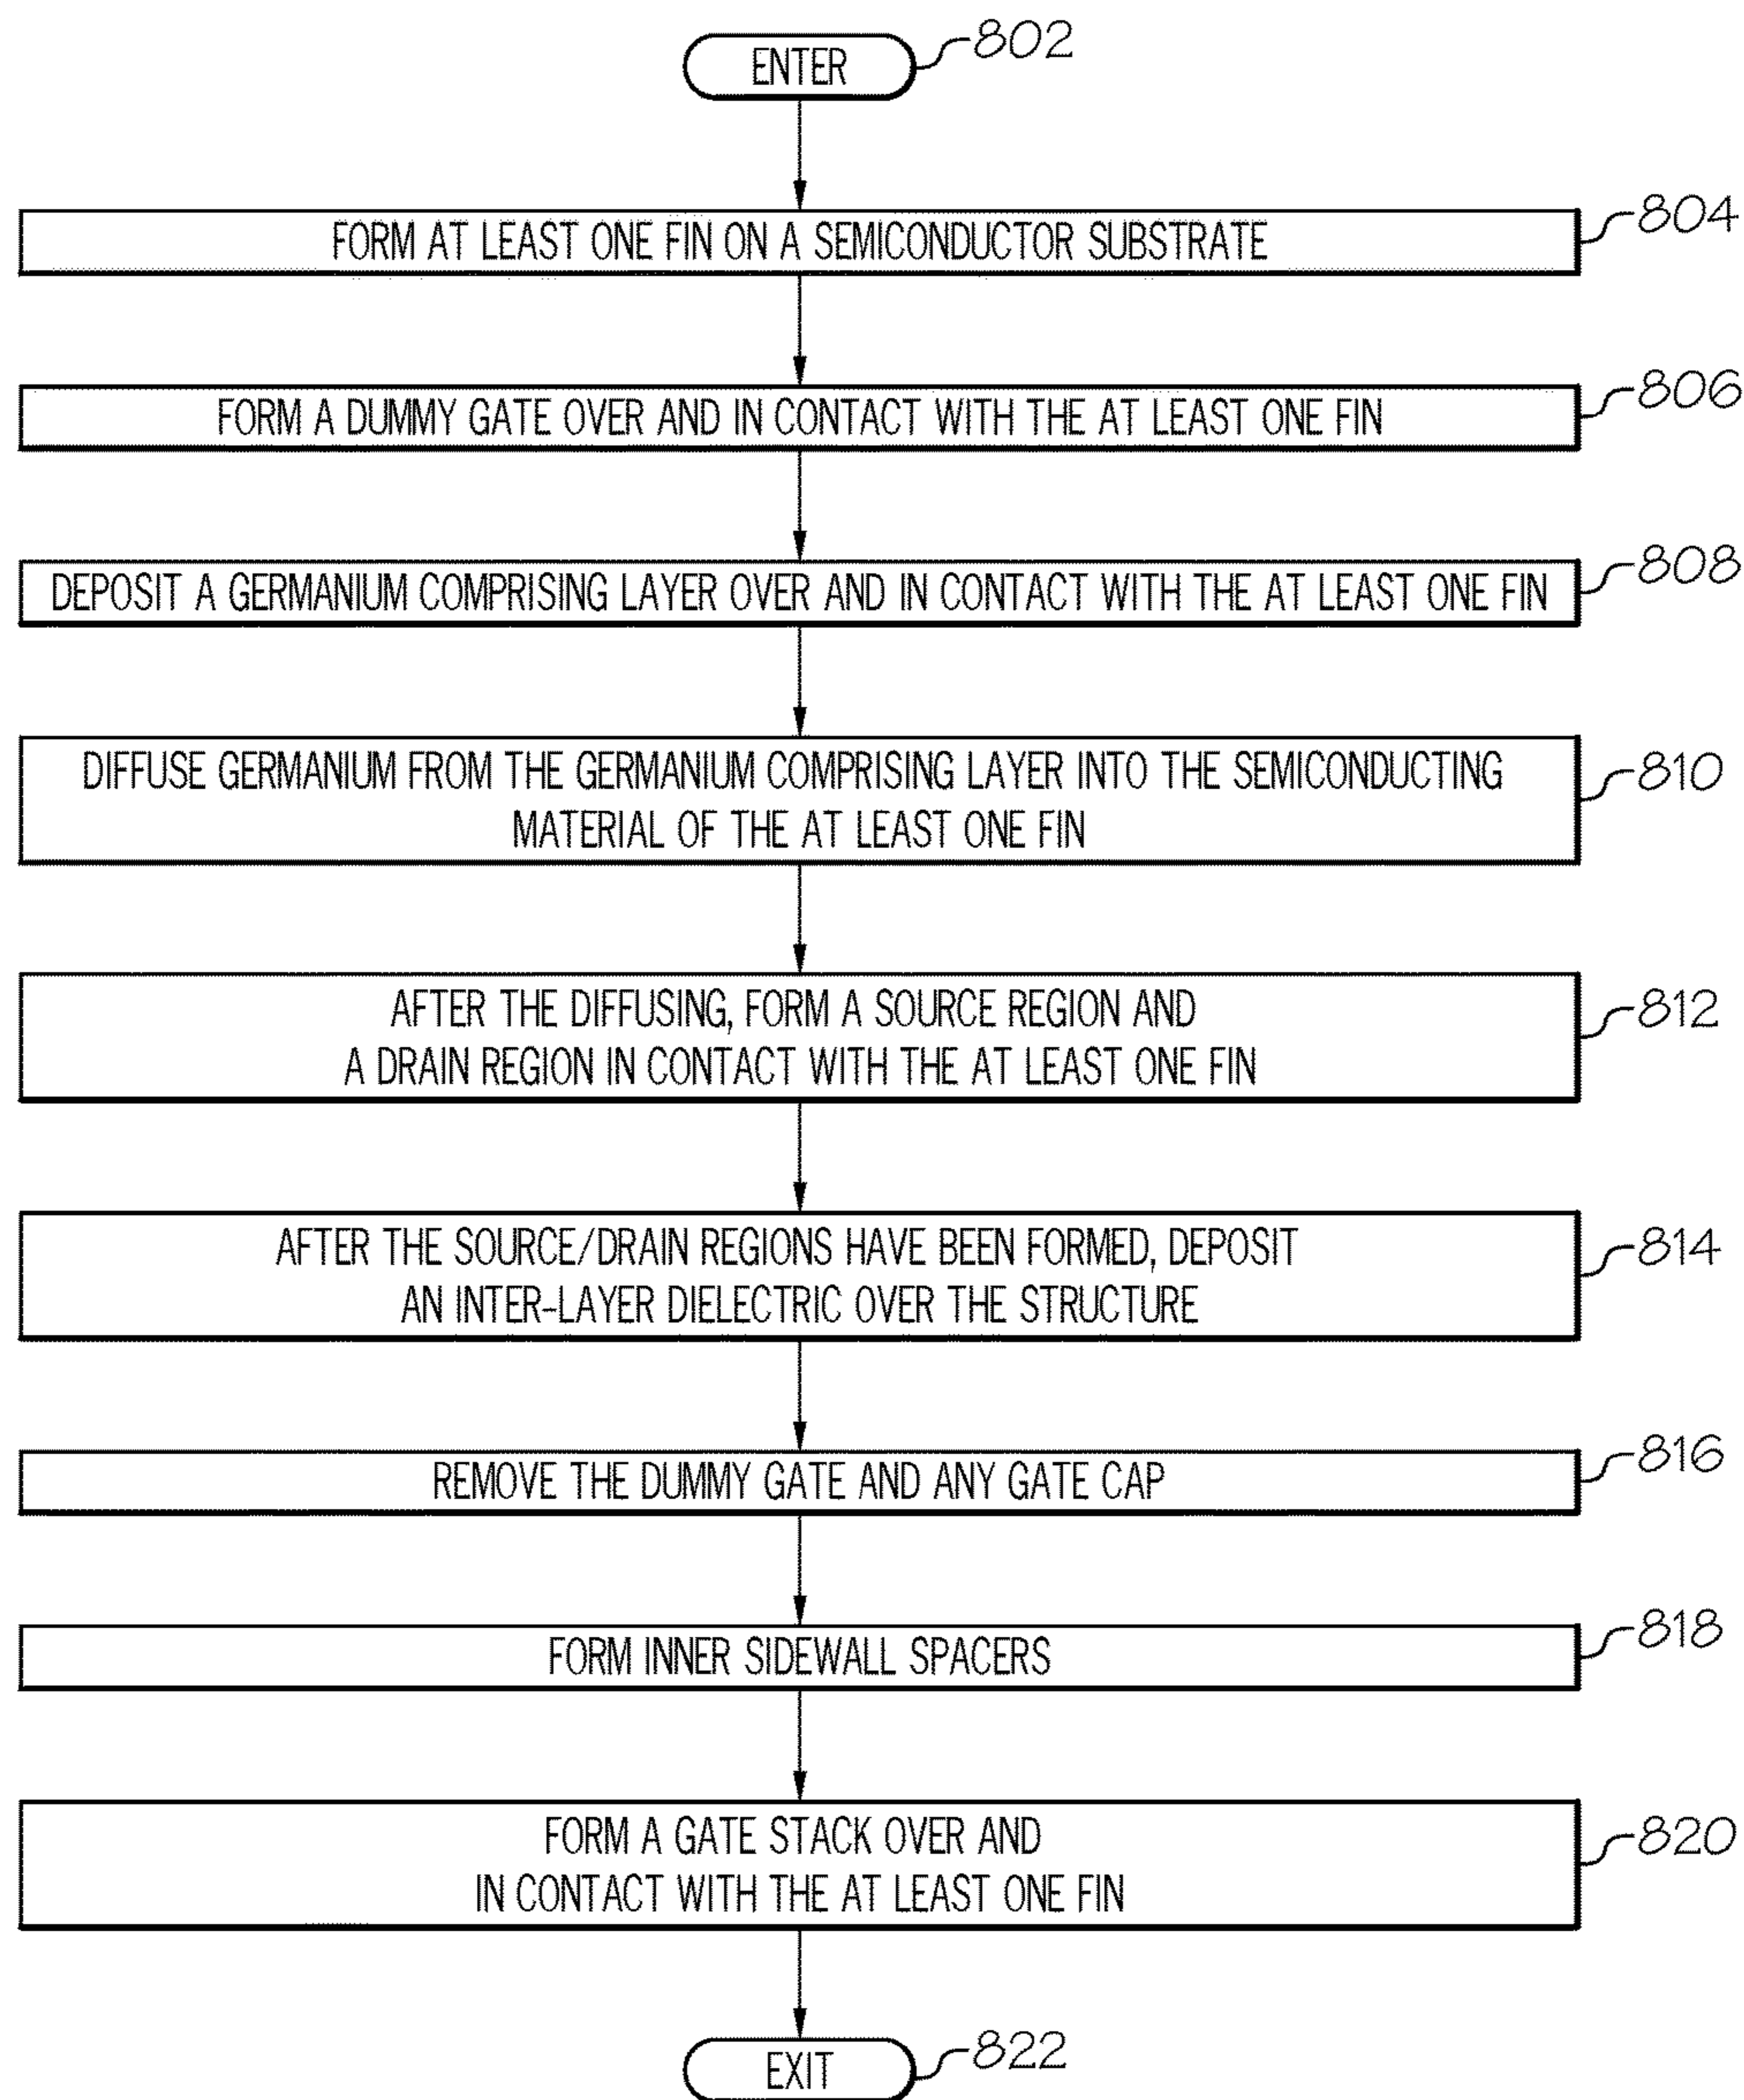 ENTER 802
FORM AT LEAST ONE FIN ON A SEMICONDUCTOR SUBSTRATE 804
FORM A DUMMY GATE OVER AND IN CONTACT WITH THE AT LEAST ONE FIN 806
DEPOSIT A GERMANIUM COMPRISING LAYER OVER AND IN CONTACT WITH THE AT LEAST ONE FIN 808
DIFFUSE GERMANIUM FROM THE GERMANIUM COMPRISING LAYER INTO THE SEMICONDUCTING 810
MATERIAL OF THE AT LEAST ONE FIN
AFTER THE DIFFUSING, FORM A SOURCE REGION AND 812
A DRAIN REGION IN CONTACT WITH THE AT LEAST ONE FIN
AFTER THE SOURCE/DRAIN REGIONS HAVE BEEN FORMED, DEPOSIT 814
AN INTER-LAYER DIELECTRIC OVER THE STRUCTURE
REMOVE THE DUMMY GATE AND ANY GATE CAP 816
FORM INNER SIDEWALL SPACERS 818
FORM A GATE STACK OVER AND 820
IN CONTACT WITH THE AT LEAST ONE FIN
EXIT 822